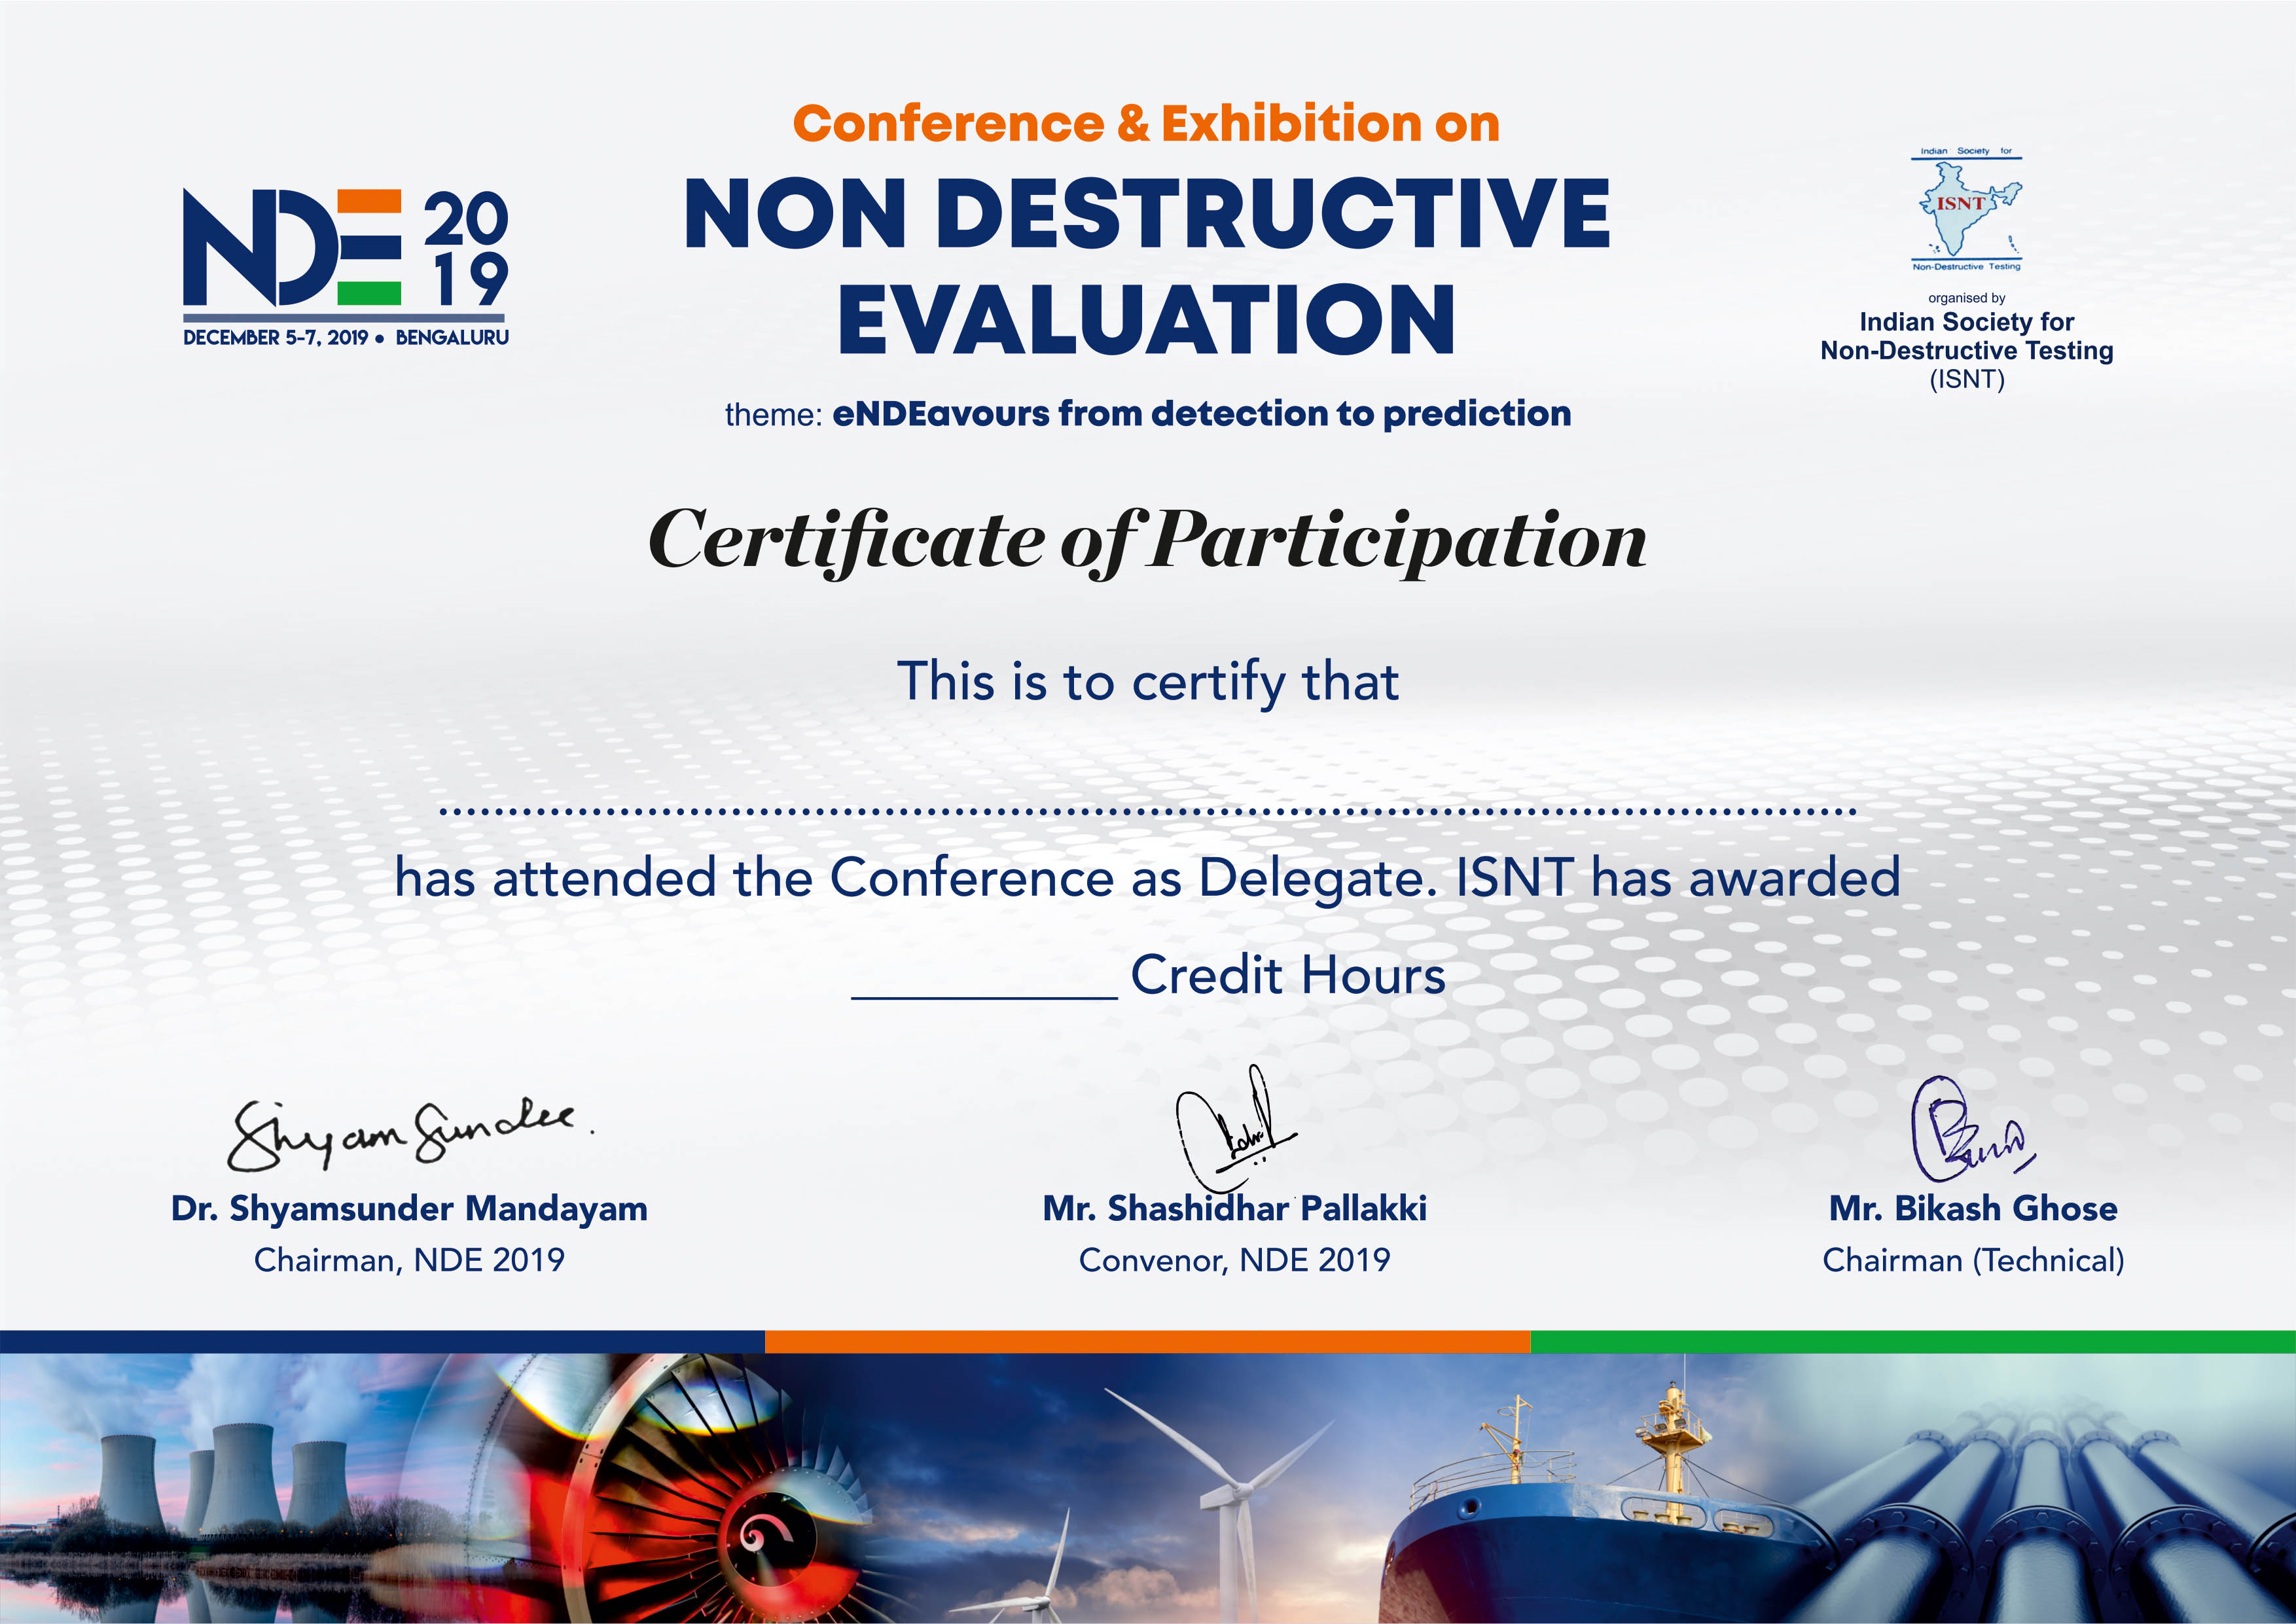 Conference & Exhibition on
NON DESTRUCTIVE
EVALUATION
theme: eNDEavours from detection to prediction
NDE 20
19
DECEMBER 5-7, 2019 • BENGALURU
Indian Society for
ISNT
Non-Destructive Testing
organised by
Indian Society for
Non-Destructive Testing
(ISNT)
Certificate of Participation
This is to certify that
has attended the Conference as Delegate. ISNT has awarded
__________ Credit Hours
Shyam Sunder.
Dr. Shyamsunder Mandayam
Chairman, NDE 2019
Mr. Shashidhar Pallakki
Convenor, NDE 2019
Mr. Bikash Ghose
Chairman (Technical)